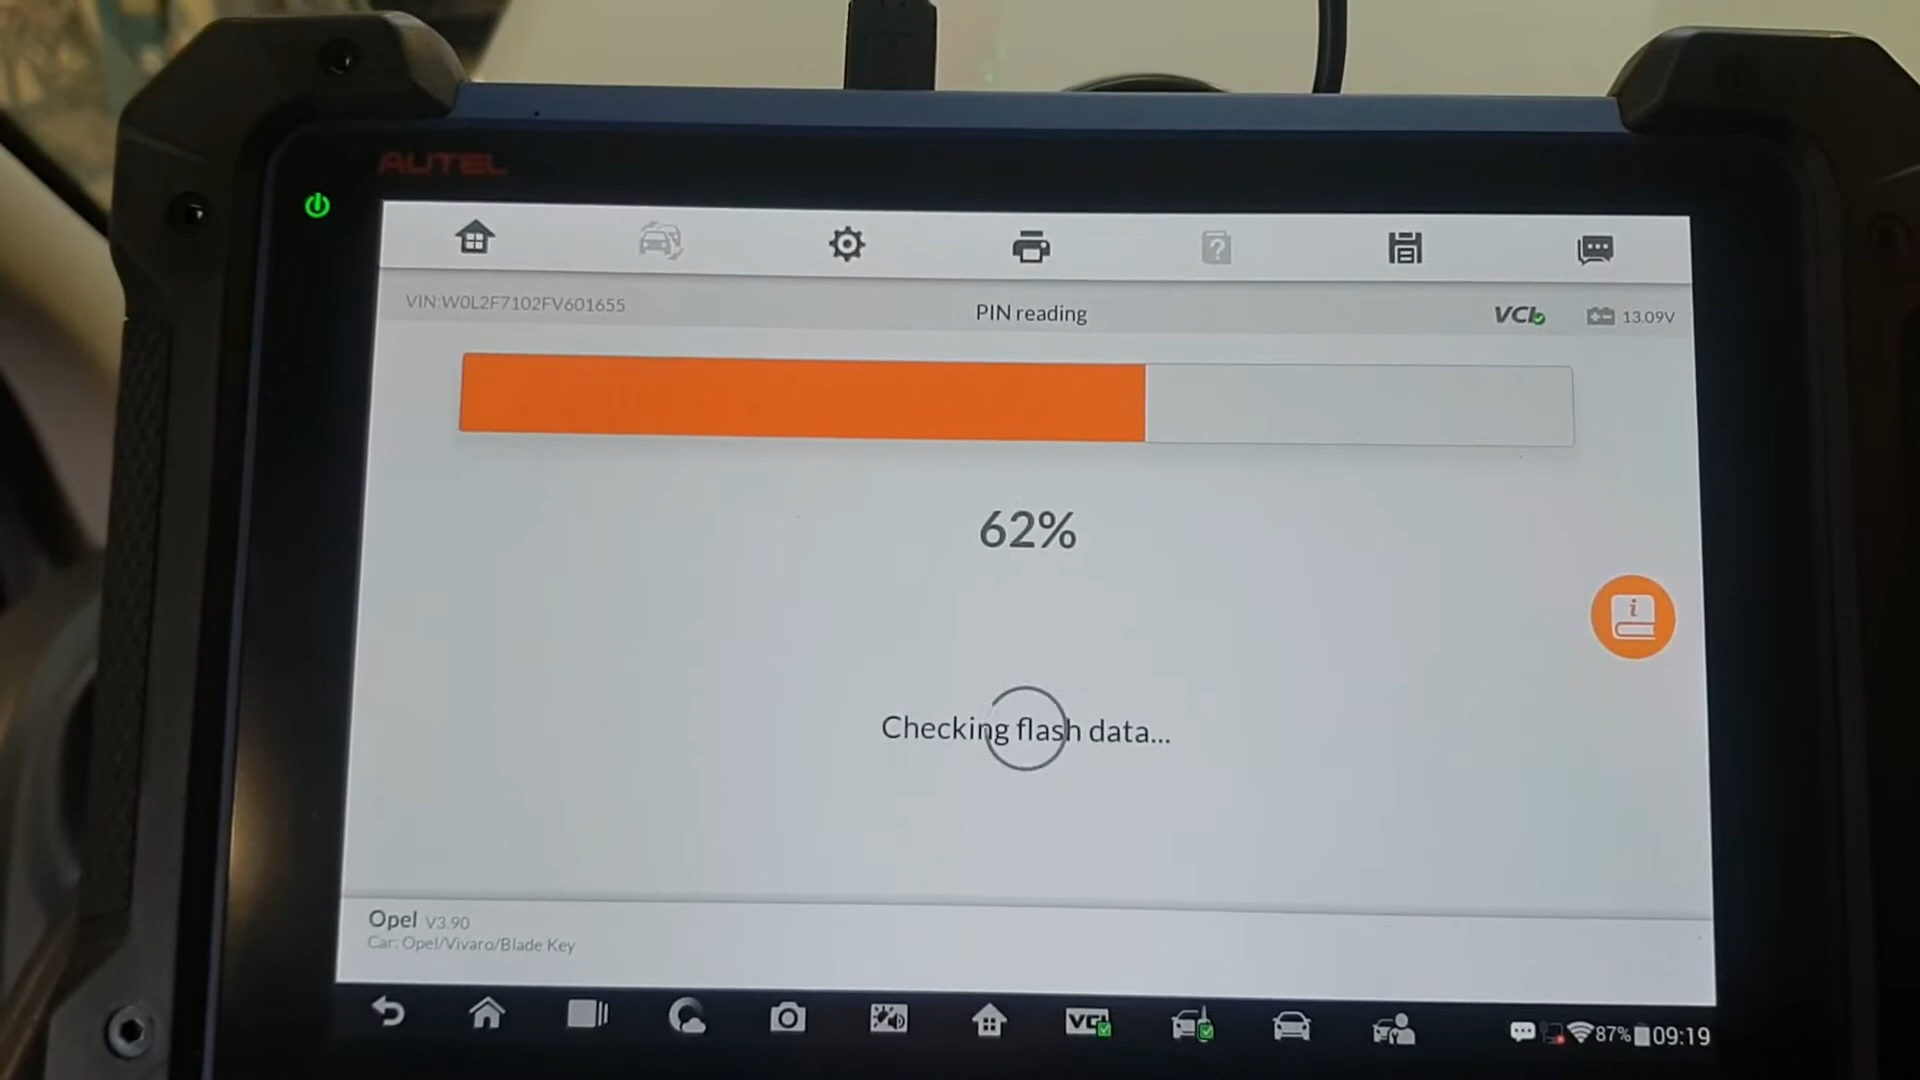 AUTEL
VIN:W0L2F7102FV601655
PIN reading
VCI
13.09V
62%
Checking flash data...
Opel V3.90
Car: Opel/Vivaro/Blade Key
VCI
87%
09:19